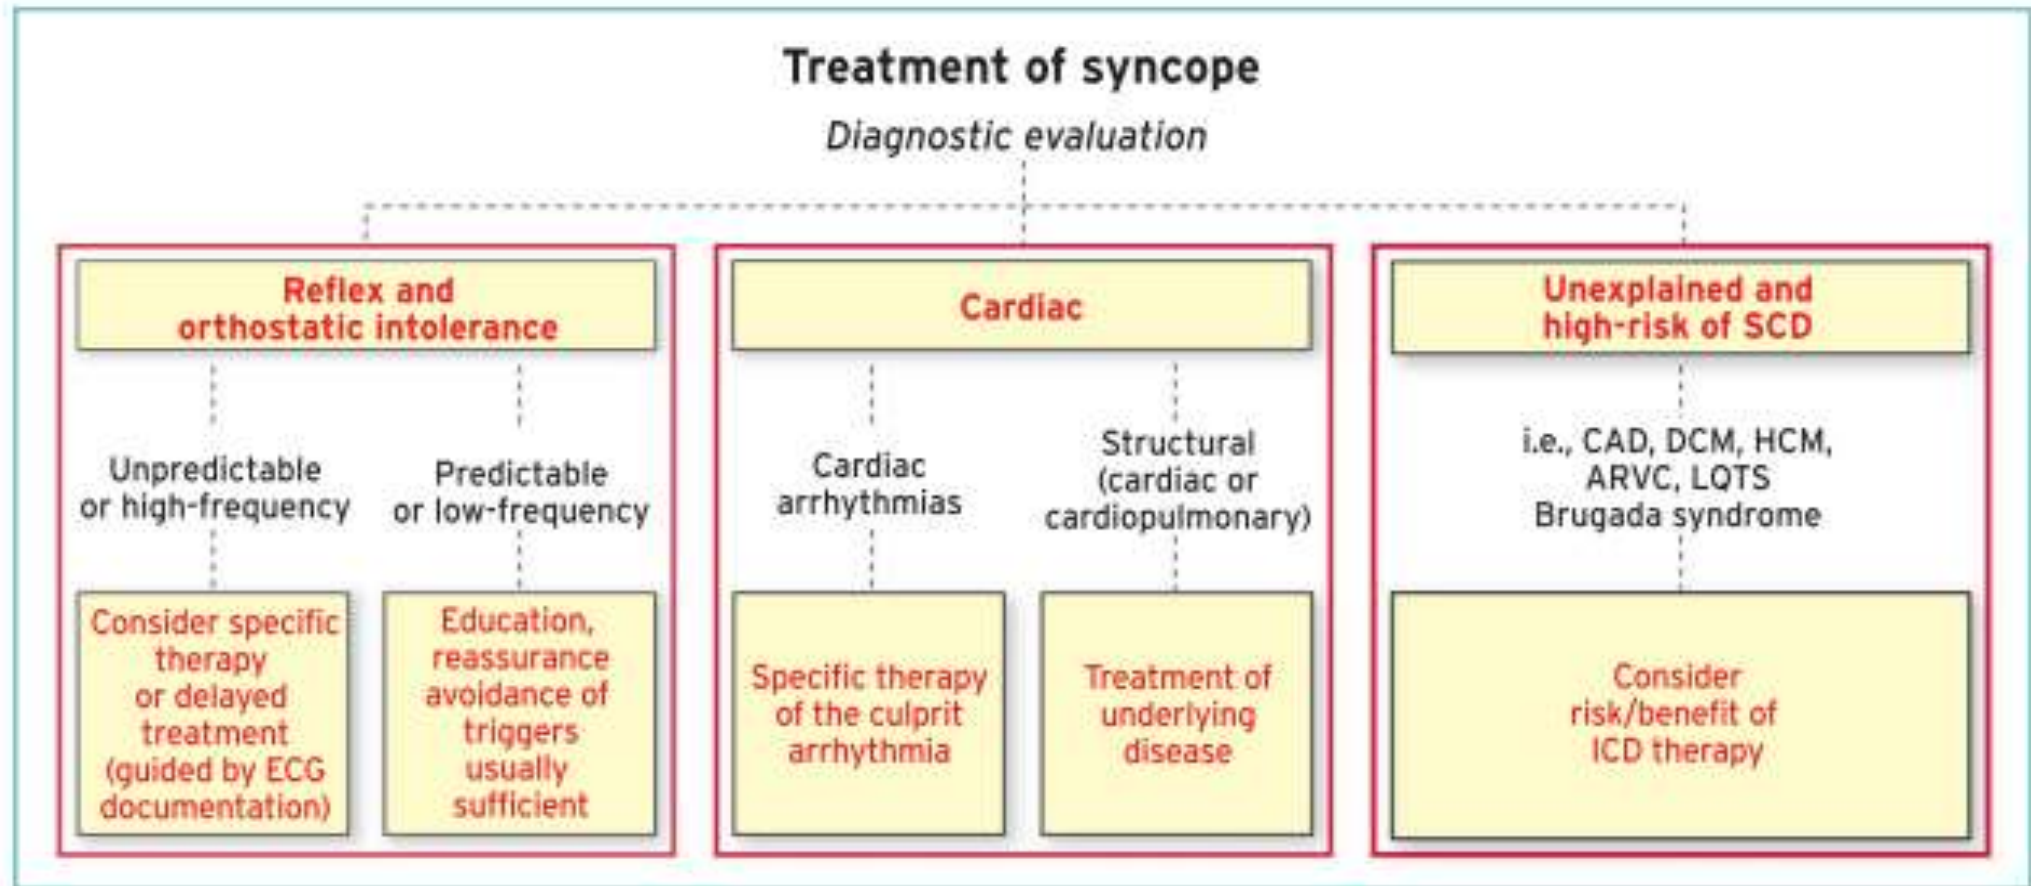 Treatment of syncope
Diagnostic evaluation
Reflex and
orthostatic intolerance
Unpredictable
or high-frequency
Predictable
or low-frequency
Consider specific
therapy
or delayed
treatment
(guided by ECG
documentation)
Education,
reassurance
avoidance of
triggers
usually
sufficient
Cardiac
Cardiac
arrhythmias
Structural
(cardiac or
cardiopulmonary)
Specific therapy
of the culprit
arrhythmia
Treatment of
underlying
disease
Unexplained and
high-risk of SCD
i.e., CAD, DCM, HCM,
ARVC, LQTS
Brugada syndrome
Consider
risk/benefit of
ICD therapy